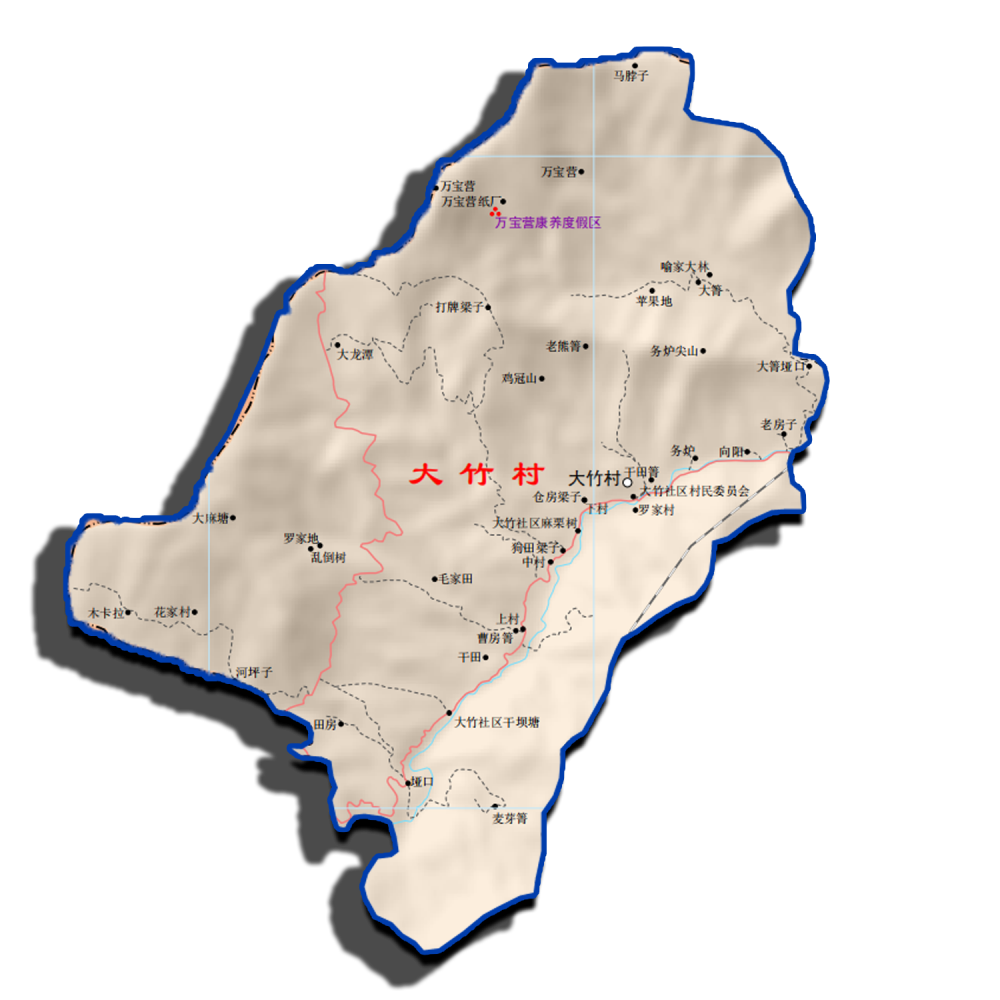 马脖子
万宝营
万宝营
万宝营纸厂
万宝营康养度假区
喻家大林
大箐
苹果地
打牌梁子
大龙潭
老熊箐
务炉尖山
大箐垭口
鸡冠山
老房子
务炉
向阳
大竹村
干田箐
大竹村
大竹社区村民委员会
仓房梁子
下村
罗家村
大麻塘
大竹社区麻栗树
罗家地
乱倒树
狗田梁子
中村
毛家田
木卡拉
花家村
上村
曹房箐
干田
河坪子
田房
大竹社区干坝塘
垭口
麦芽箐